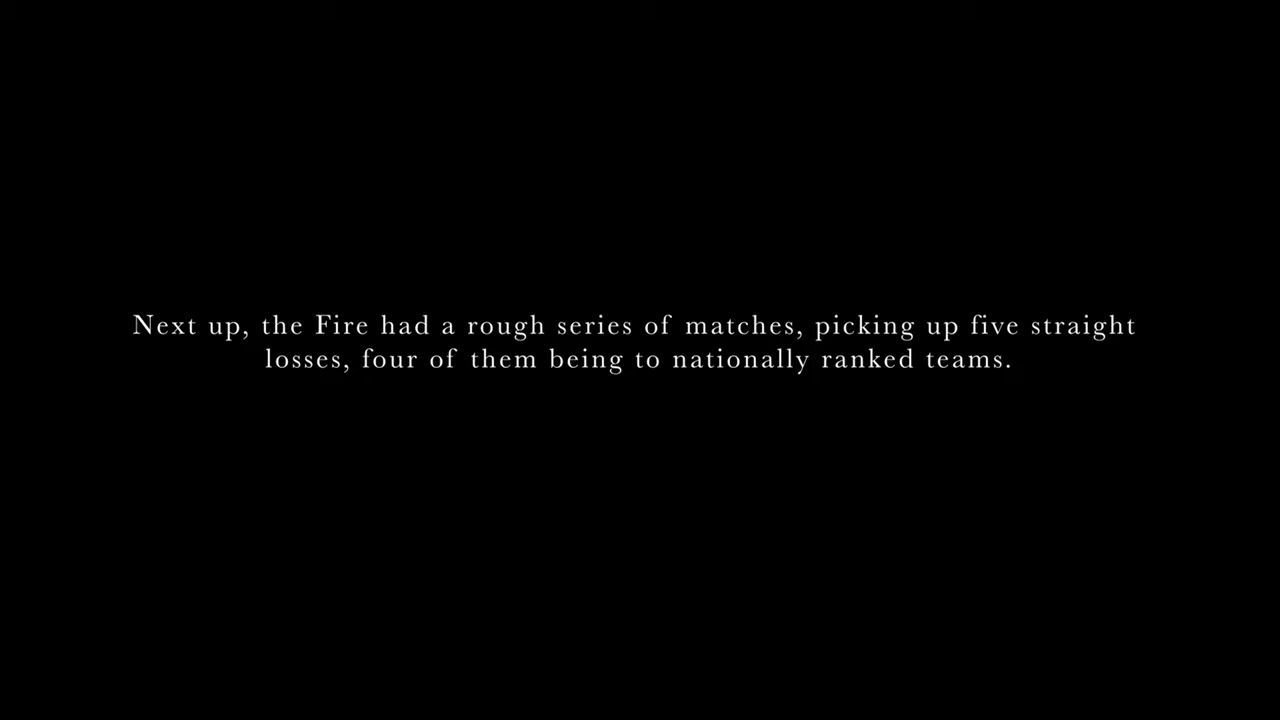 Next up, the Fire had a rough series of matches, picking up five straight
losses, four of them being to nationally ranked teams.